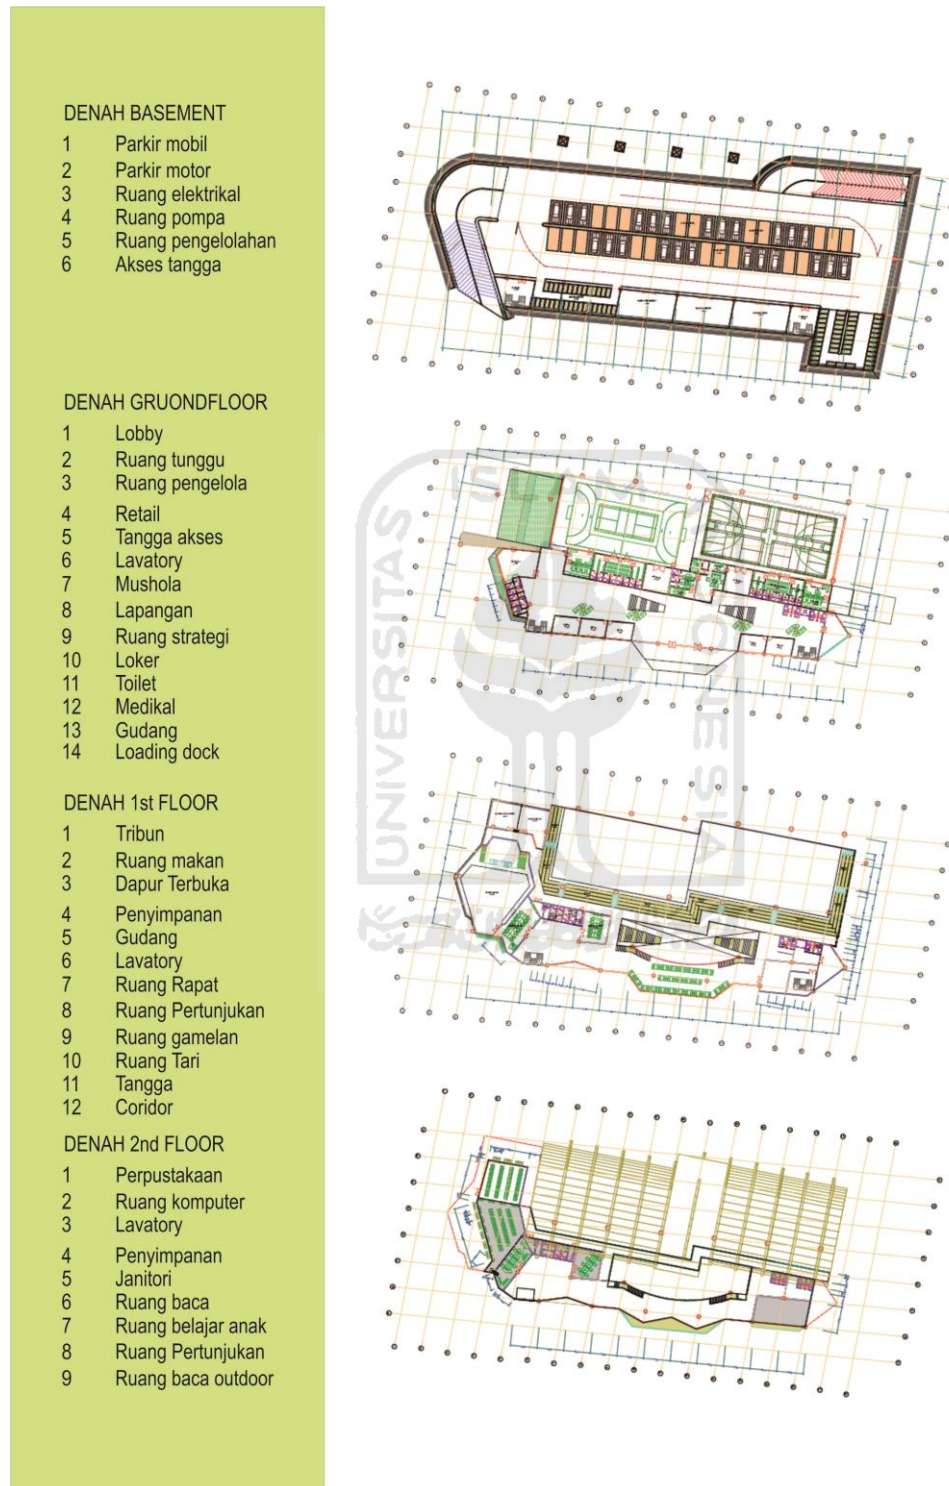 DENAH BASEMENT
1 Parkir mobil
2 Parkir motor
3 Ruang elektrikal
4 Ruang pompa
5 Ruang pengelolahan
6 Akses tangga
DENAH GRUONDFLOOR
1 Lobby
2 Ruang tunggu
3 Ruang pengelola
4 Retail
5 Tangga akses
6 Lavatory
7 Mushola
8 Lapangan
9 Ruang strategi
10 Loker
11 Toilet
12 Medikal
13 Gudang
14 Loading dock
DENAH 1st FLOOR
1 Tribun
2 Ruang makan
3 Dapur Terbuka
4 Penyimpanan
5 Gudang
6 Lavatory
7 Ruang Rapat
8 Ruang Pertunjukan
9 Ruang gamelan
10 Ruang Tari
11 Tangga
12 Coridor
DENAH 2nd FLOOR
1 Perpustakaan
2 Ruang komputer
3 Lavatory
4 Penyimpanan
5 Janitori
6 Ruang baca
7 Ruang belajar anak
8 Ruang Pertunjukan
9 Ruang baca outdoor
UNIVERSITAS
ISLAM
INDONESIA